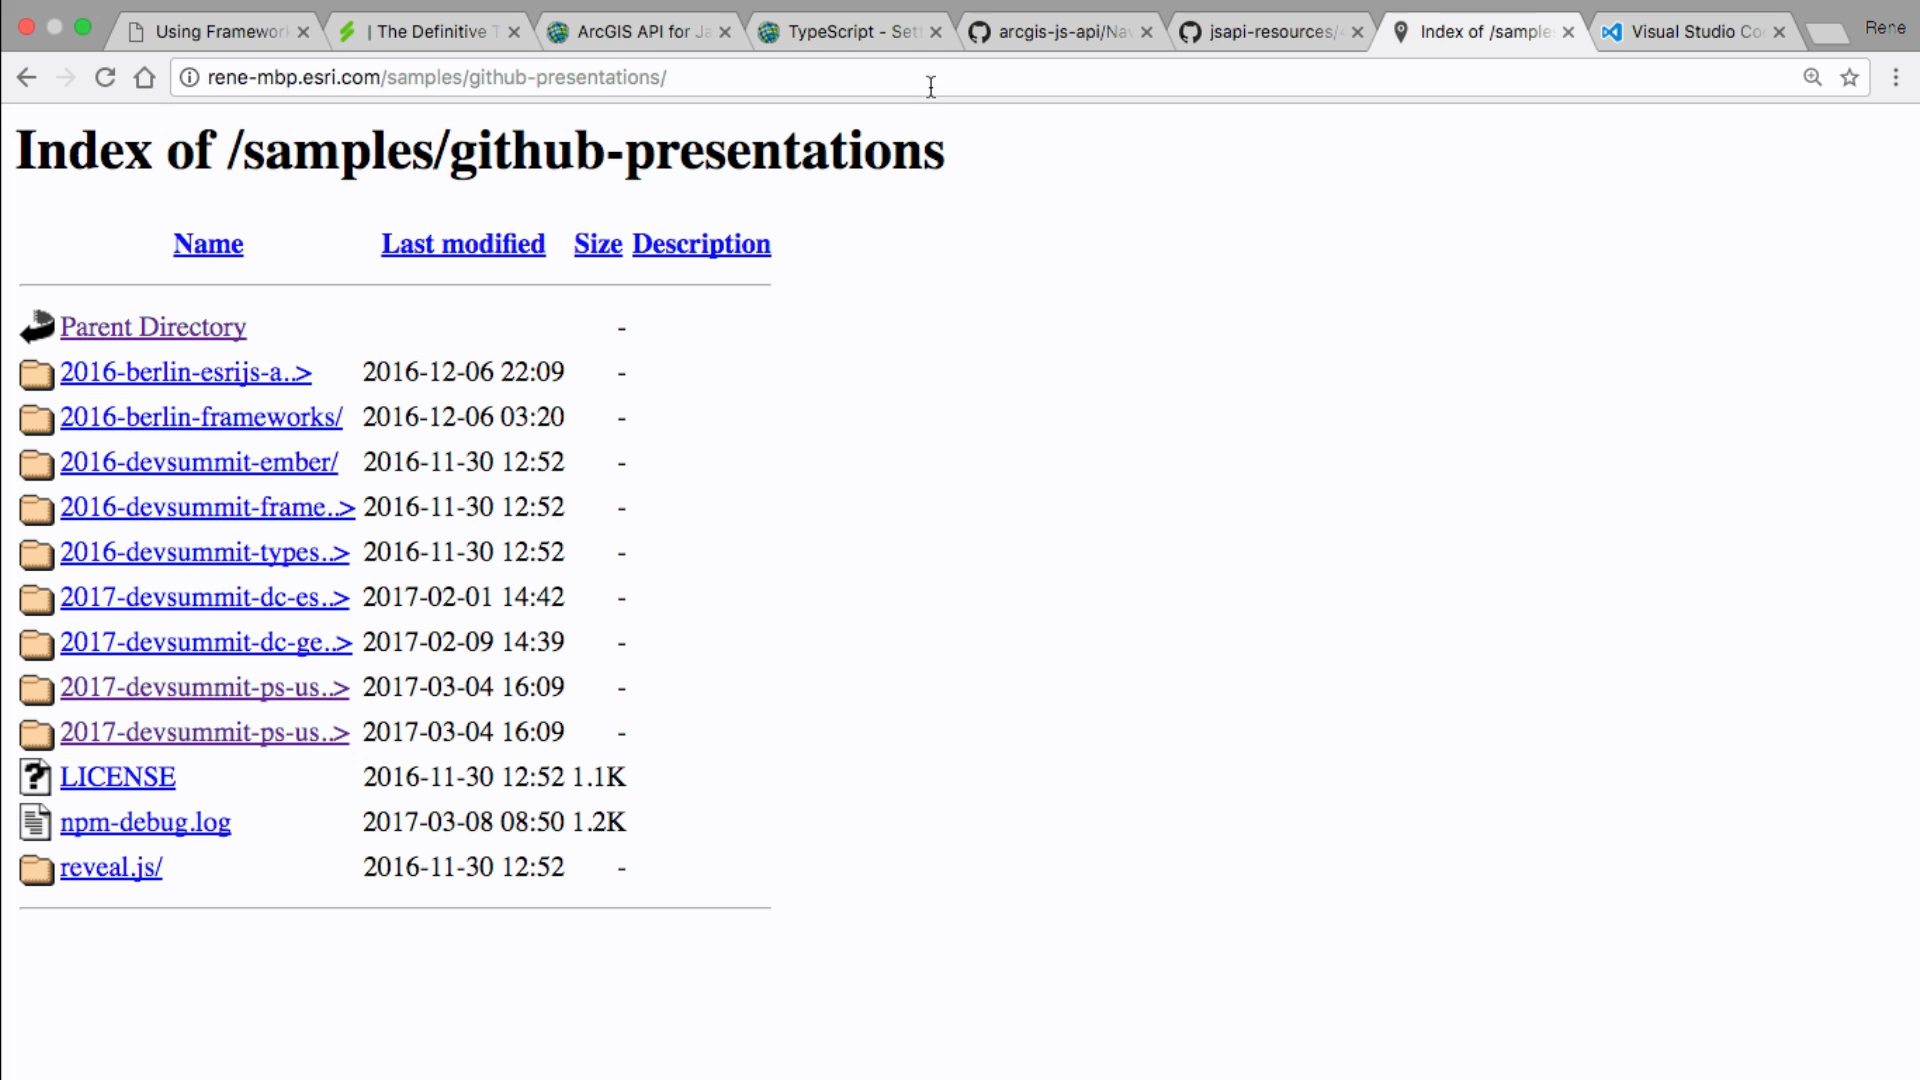 Using Framewor
| The Definitive T
ArcGIS API for Ja
TypeScript - Sett
arcgis-js-api/Na
jsapi-resources/
Index of /sample
Visual Studio Co
Rene
rene-mbp.esri.com/samples/github-presentations/
Index of /samples/github-presentations
Name Last modified Size Description
Parent Directory -
2016-berlin-esrijs-a..> 2016-12-06 22:09 -
2016-berlin-frameworks/ 2016-12-06 03:20 -
2016-devsummit-ember/ 2016-11-30 12:52 -
2016-devsummit-frame..> 2016-11-30 12:52 -
2016-devsummit-types..> 2016-11-30 12:52 -
2017-devsummit-dc-es..> 2017-02-01 14:42 -
2017-devsummit-dc-ge..> 2017-02-09 14:39 -
2017-devsummit-ps-us..> 2017-03-04 16:09 -
2017-devsummit-ps-us..> 2017-03-04 16:09 -
LICENSE 2016-11-30 12:52 1.1K
npm-debug.log 2017-03-08 08:50 1.2K
reveal.js/ 2016-11-30 12:52 -